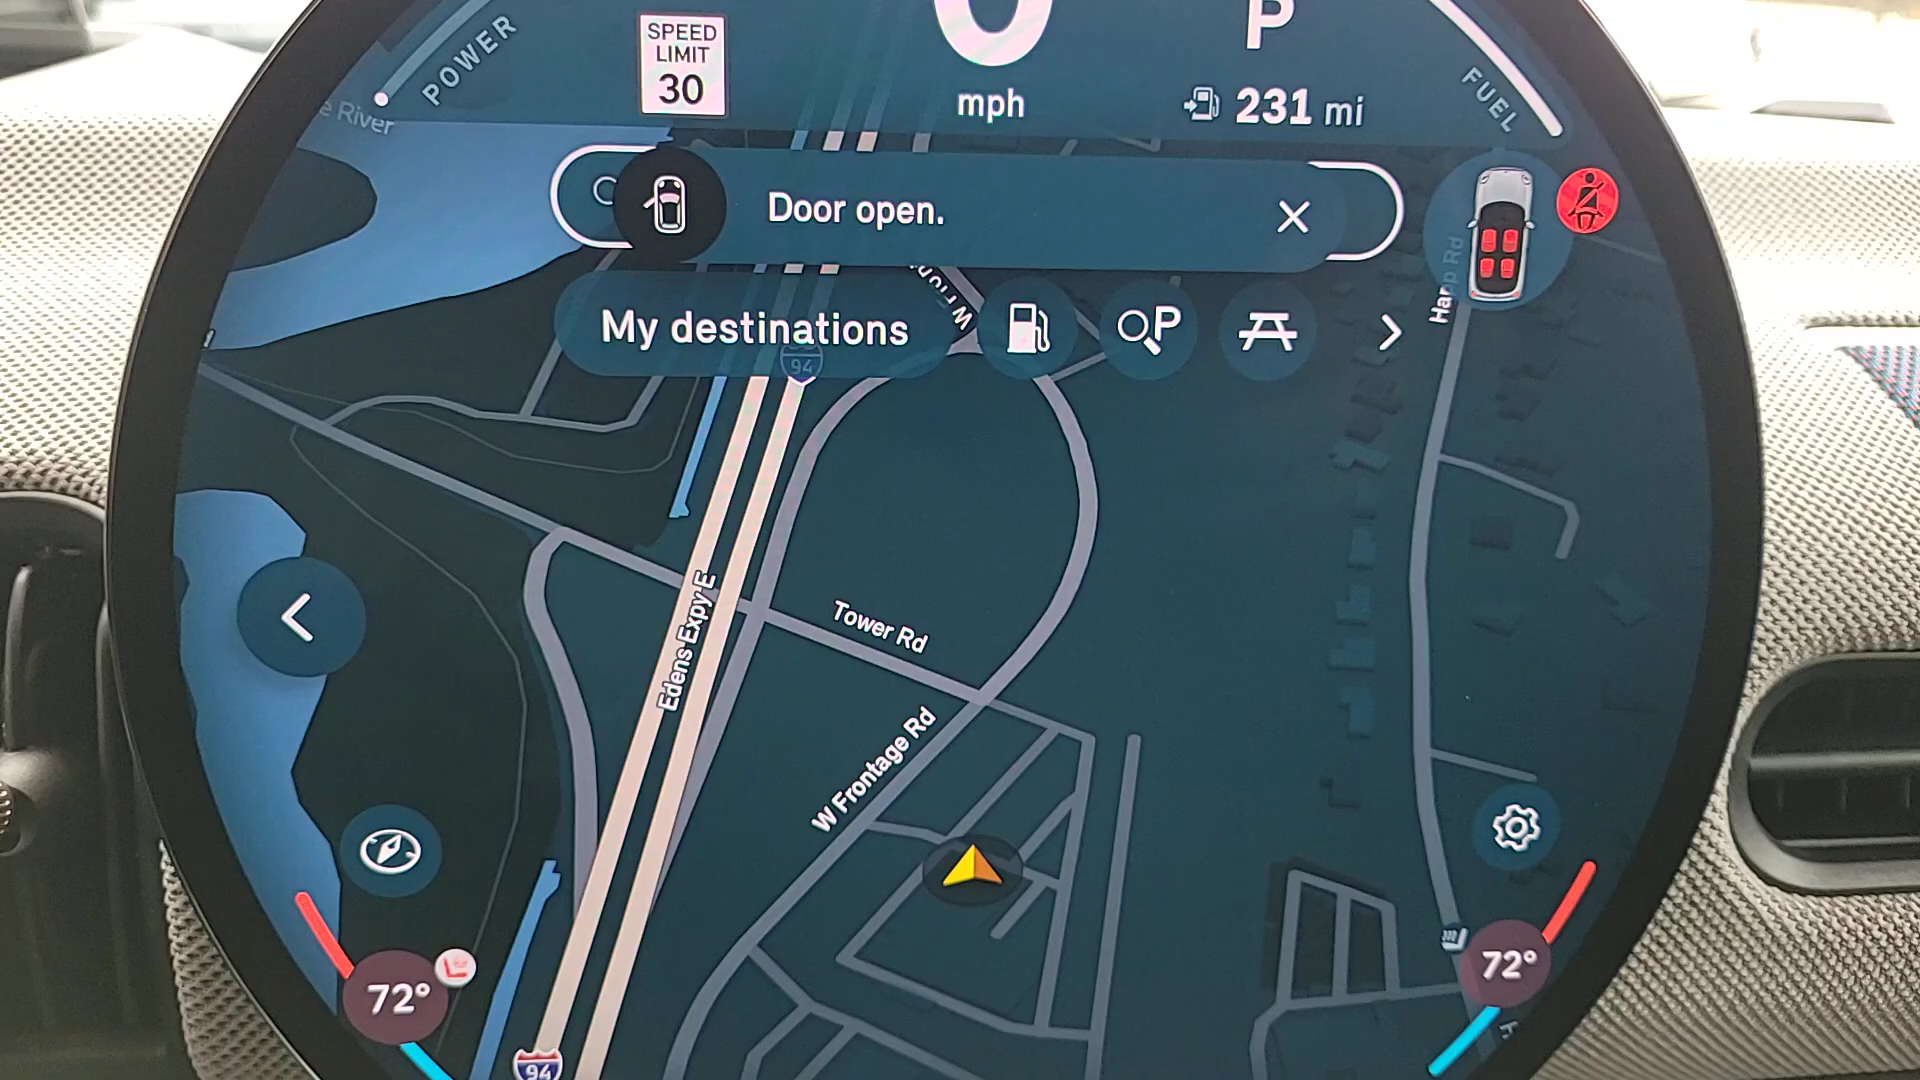 POWER
SPEED
LIMIT
30
0
mph
P
231 mi
FUEL
e River
Door open.
My destinations
P
94
Tower Rd
Edens Expy E
W Frontage Rd
72°
72°
94